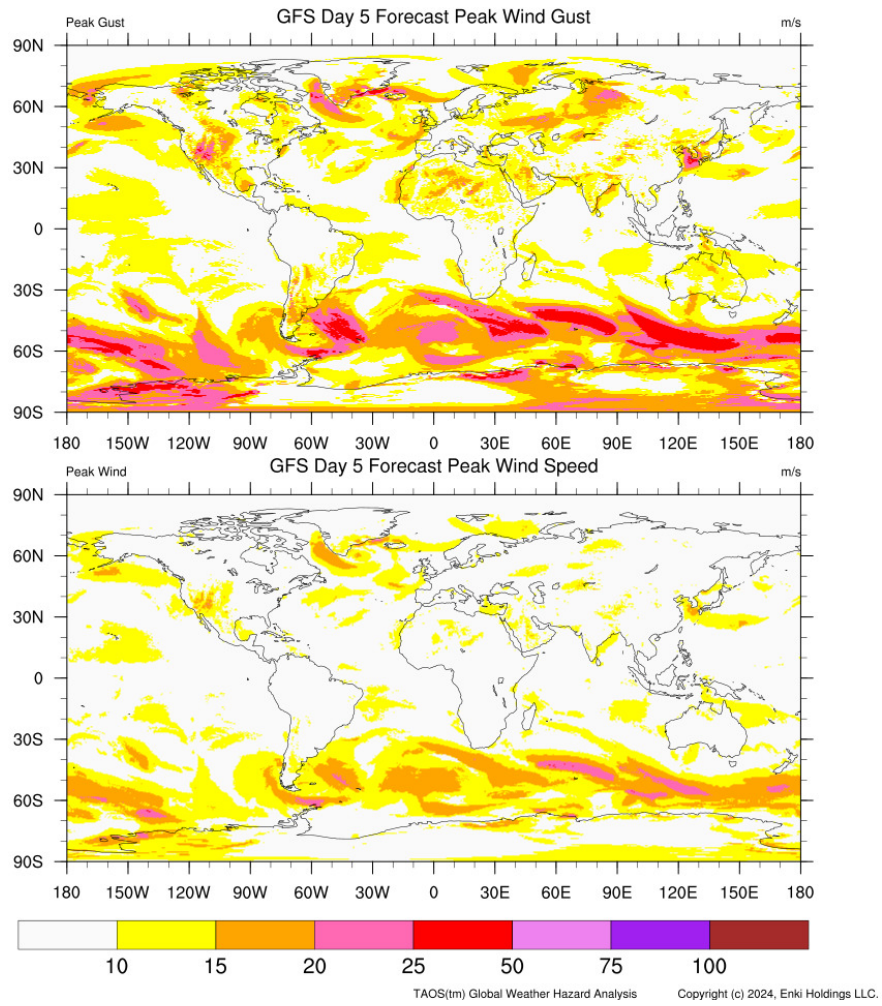 GFS Day 5 Forecast Peak Wind Gust
Peak Gust m/s
90N
60N
30N
0
30S
60S
90S
180 150W 120W 90W 60W 30W 0 30E 60E 90E 120E 150E 180
GFS Day 5 Forecast Peak Wind Speed
Peak Wind m/s
90N
60N
30N
0
30S
60S
90S
180 150W 120W 90W 60W 30W 0 30E 60E 90E 120E 150E 180
10 15 20 25 50 75 100
TAOS(tm) Global Weather Hazard Analysis Copyright (c) 2024, Enki Holdings LLC.